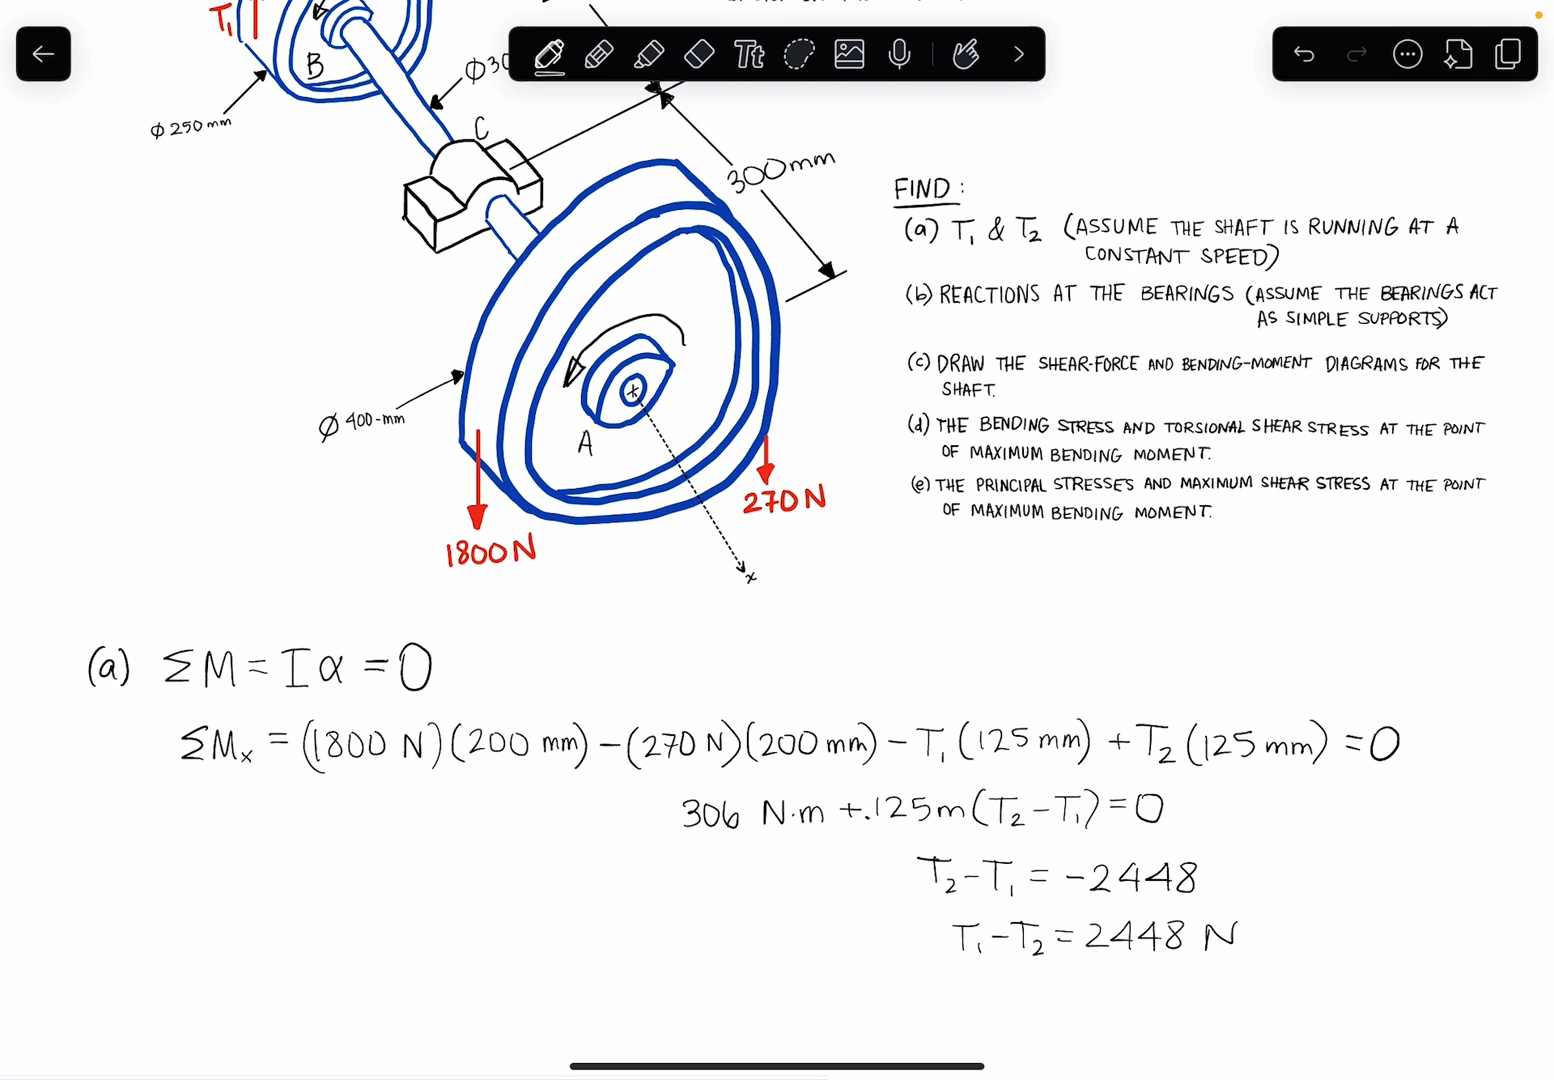 T₁
B
Ø30
Ø 250 mm
C
300mm
FIND:
(a) T₁ & T₂ (ASSUME THE SHAFT IS RUNNING AT A
CONSTANT SPEED)
(b) REACTIONS AT THE BEARINGS (ASSUME THE BEARINGS ACT
AS SIMPLE SUPPORTS)
(c) DRAW THE SHEAR-FORCE AND BENDING-MOMENT DIAGRAMS FOR THE
SHAFT.
(d) THE BENDING STRESS AND TORSIONAL SHEAR STRESS AT THE POINT
OF MAXIMUM BENDING MOMENT.
(e) THE PRINCIPAL STRESSES AND MAXIMUM SHEAR STRESS AT THE POINT
OF MAXIMUM BENDING MOMENT.
Ø 400-mm
A
270N
1800N
x
Tt
(a) ΣM = Iα = 0
ΣMₓ = (1800 N)(200 mm) – (270 N)(200 mm) – T₁ (125 mm) + T₂ (125 mm) = 0
306 N·m + .125m (T₂ – T₁) = 0
T₂ – T₁ = –2448
T₁ – T₂ = 2448 N